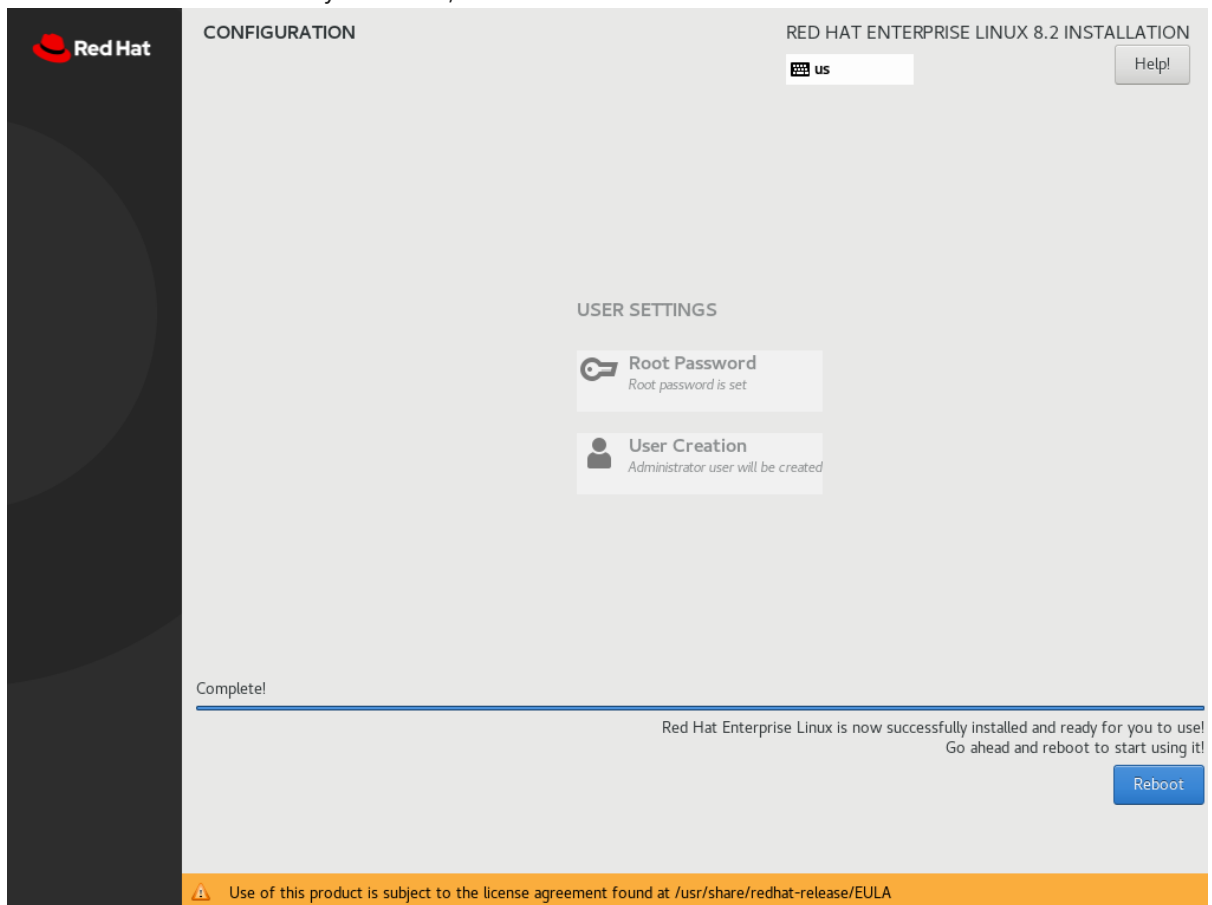 Red Hat
CONFIGURATION
RED HAT ENTERPRISE LINUX 8.2 INSTALLATION
us
Help!
USER SETTINGS
Root Password
Root password is set
User Creation
Administrator user will be created
Complete!
Red Hat Enterprise Linux is now successfully installed and ready for you to use!
Go ahead and reboot to start using it!
Reboot
Use of this product is subject to the license agreement found at /usr/share/redhat-release/EULA